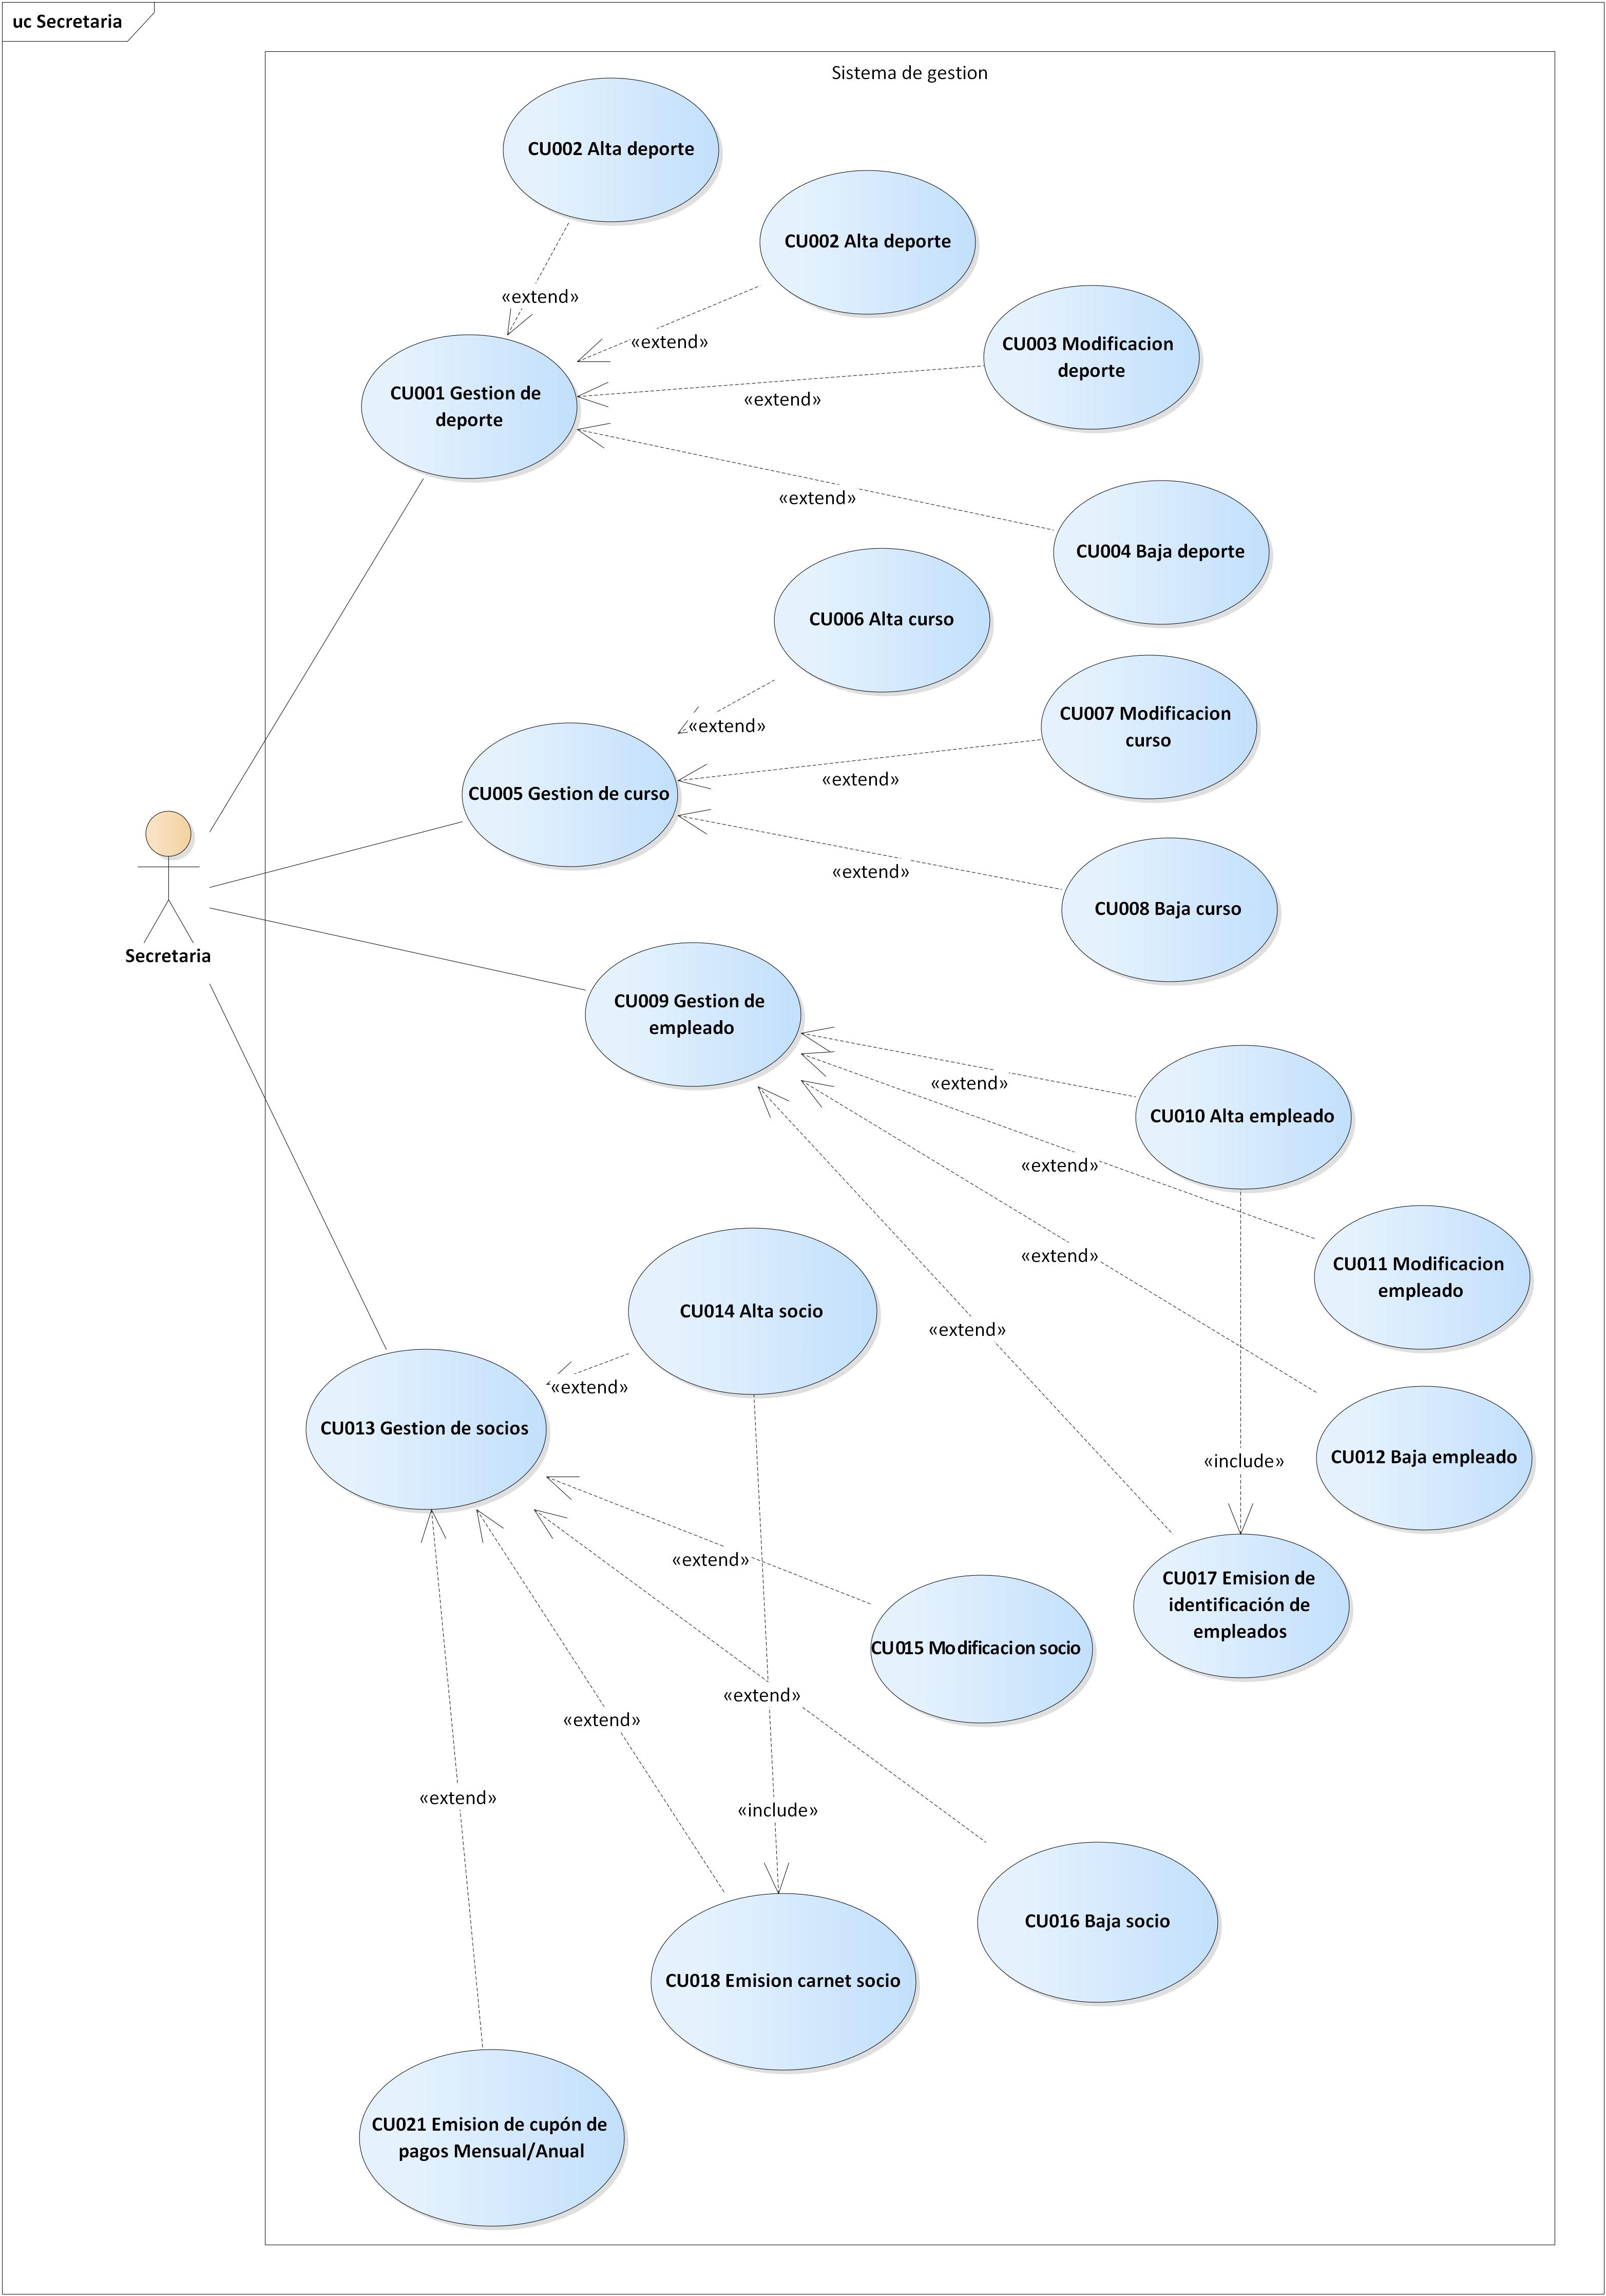 uc Secretaria
Sistema de gestion
CU002 Alta deporte
CU002 Alta deporte
«extend»
«extend»
CU003 Modificacion
deporte
CU001 Gestion de
deporte
«extend»
«extend»
CU004 Baja deporte
CU006 Alta curso
CU007 Modificacion
curso
«extend»
«extend»
CU005 Gestion de curso
«extend»
CU008 Baja curso
Secretaria
CU009 Gestion de
empleado
«extend»
CU010 Alta empleado
«extend»
«extend»
CU011 Modificacion
empleado
CU014 Alta socio
«extend»
«extend»
CU013 Gestion de socios
CU012 Baja empleado
«include»
«extend»
CU017 Emision de
identificación de
empleados
CU015 Modificacion socio
«extend»
«extend»
«extend»
«include»
CU016 Baja socio
CU018 Emision carnet socio
CU021 Emision de cupón de
pagos Mensual/Anual